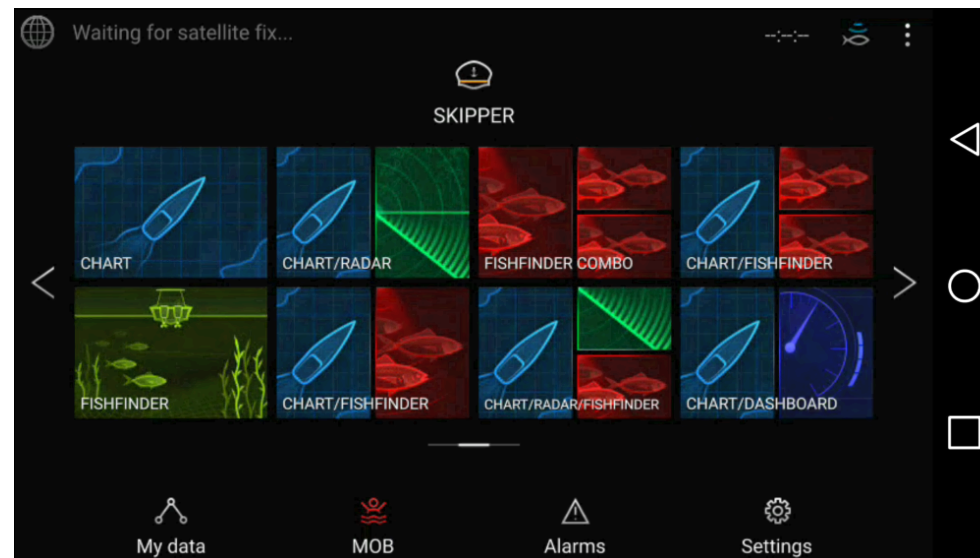 Waiting for satellite fix...
--:--:--
SKIPPER
CHART
CHART/RADAR
FISHFINDER COMBO
CHART/FISHFINDER
FISHFINDER
CHART/FISHFINDER
CHART/RADAR/FISHFINDER
CHART/DASHBOARD
My data
MOB
Alarms
Settings